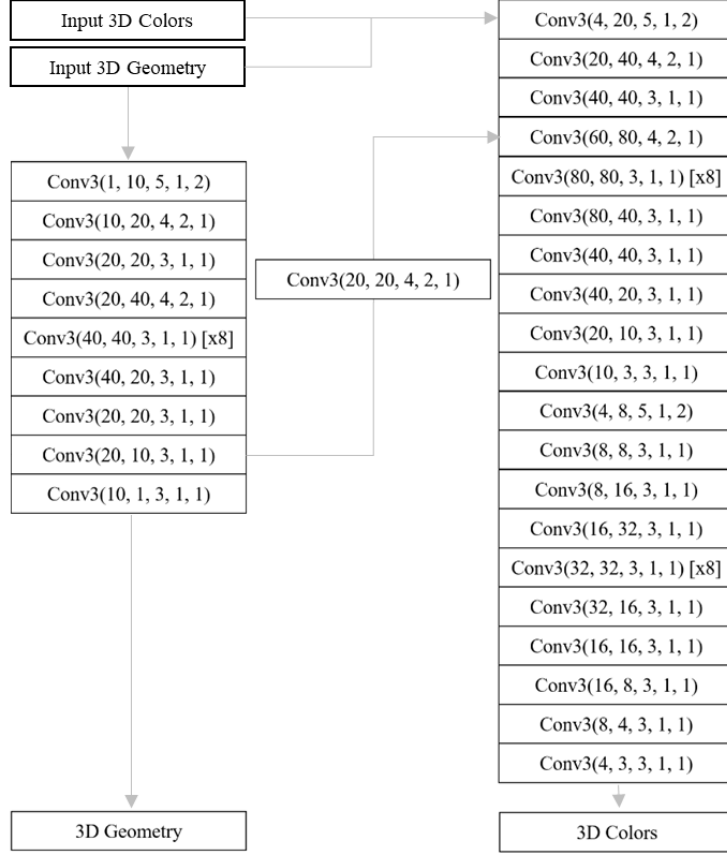 Input 3D Colors
Input 3D Geometry
Conv3(1, 10, 5, 1, 2)
Conv3(10, 20, 4, 2, 1)
Conv3(20, 20, 3, 1, 1)
Conv3(20, 40, 4, 2, 1)
Conv3(40, 40, 3, 1, 1) [x8]
Conv3(40, 20, 3, 1, 1)
Conv3(20, 20, 3, 1, 1)
Conv3(20, 10, 3, 1, 1)
Conv3(10, 1, 3, 1, 1)
3D Geometry
Conv3(20, 20, 4, 2, 1)
Conv3(4, 20, 5, 1, 2)
Conv3(20, 40, 4, 2, 1)
Conv3(40, 40, 3, 1, 1)
Conv3(60, 80, 4, 2, 1)
Conv3(80, 80, 3, 1, 1) [x8]
Conv3(80, 40, 3, 1, 1)
Conv3(40, 40, 3, 1, 1)
Conv3(40, 20, 3, 1, 1)
Conv3(20, 10, 3, 1, 1)
Conv3(10, 3, 3, 1, 1)
Conv3(4, 8, 5, 1, 2)
Conv3(8, 8, 3, 1, 1)
Conv3(8, 16, 3, 1, 1)
Conv3(16, 32, 3, 1, 1)
Conv3(32, 32, 3, 1, 1) [x8]
Conv3(32, 16, 3, 1, 1)
Conv3(16, 16, 3, 1, 1)
Conv3(16, 8, 3, 1, 1)
Conv3(8, 4, 3, 1, 1)
Conv3(4, 3, 3, 1, 1)
3D Colors